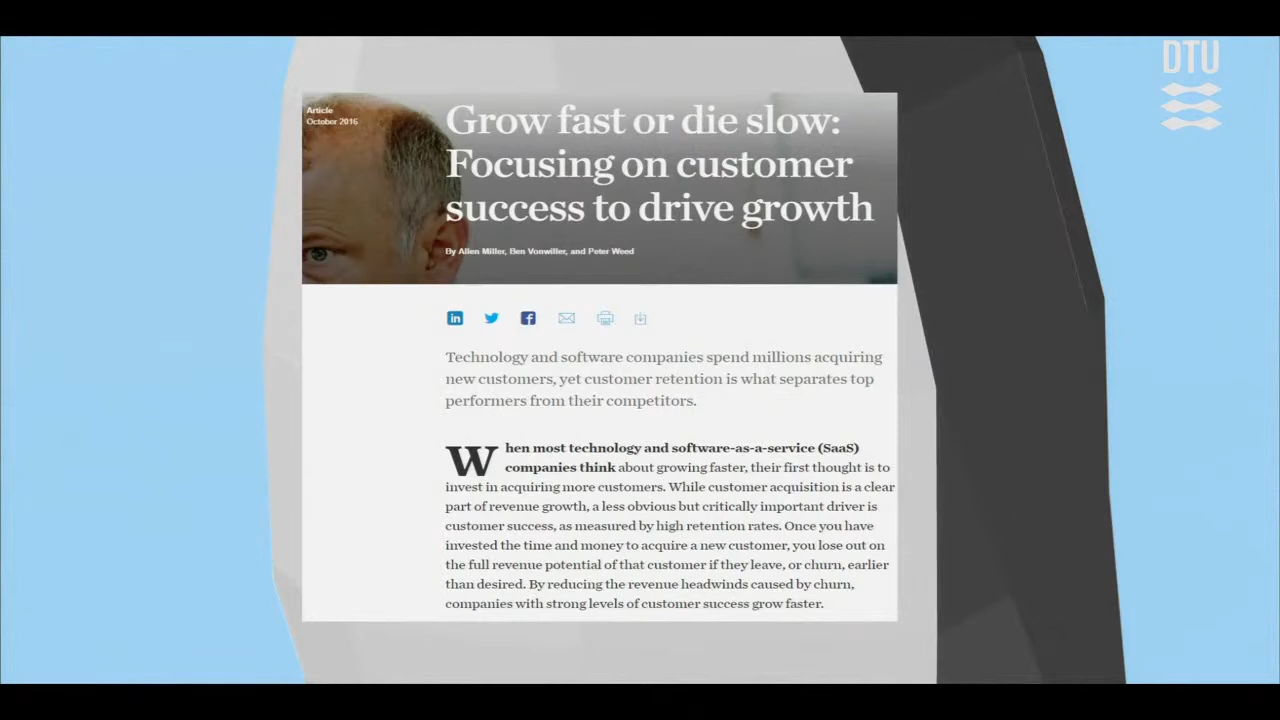 DTU
Article
October 2016
Grow fast or die slow:
Focusing on customer
success to drive growth
By Allen Miller, Ben Vonwiller, and Peter Weed
Technology and software companies spend millions acquiring
new customers, yet customer retention is what separates top
performers from their competitors.
When most technology and software-as-a-service (SaaS)
companies think about growing faster, their first thought is to
invest in acquiring more customers. While customer acquisition is a clear
part of revenue growth, a less obvious but critically important driver is
customer success, as measured by high retention rates. Once you have
invested the time and money to acquire a new customer, you lose out on
the full revenue potential of that customer if they leave, or churn, earlier
than desired. By reducing the revenue headwinds caused by churn,
companies with strong levels of customer success grow faster.